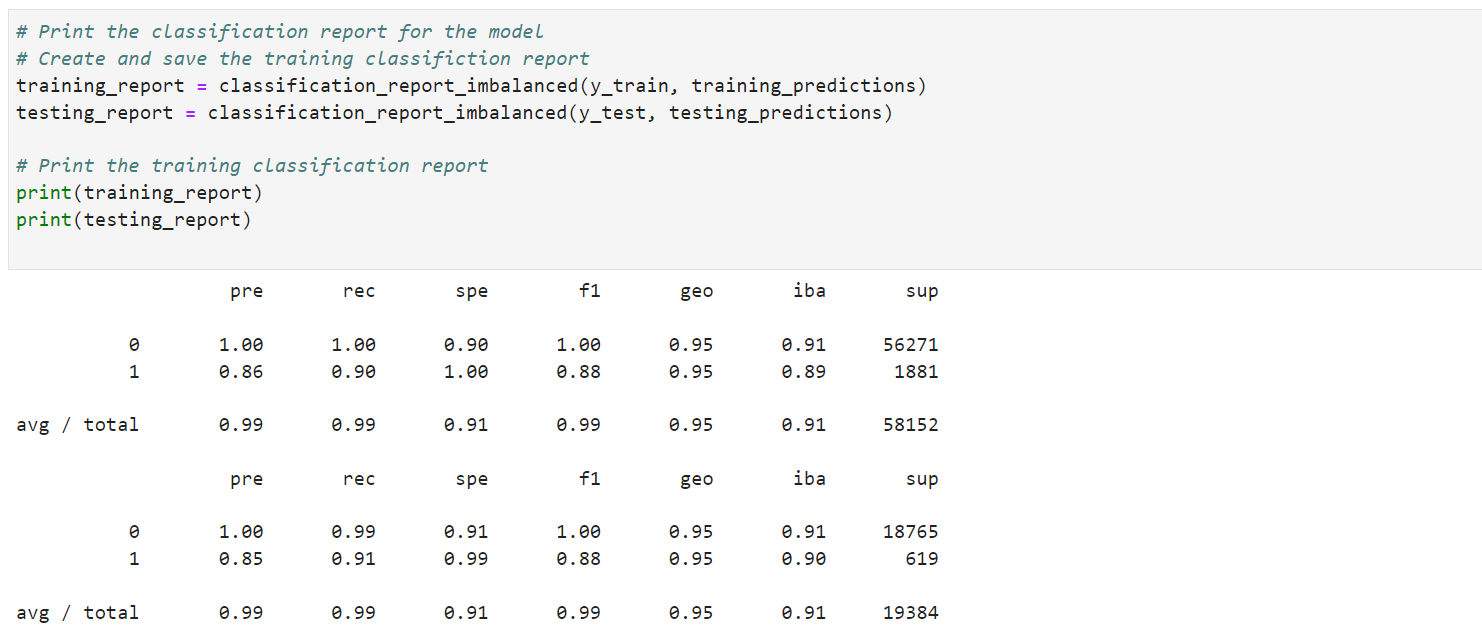 # Print the classification report for the model
# Create and save the training classifiction report
training_report = classification_report_imbalanced(y_train, training_predictions)
testing_report = classification_report_imbalanced(y_test, testing_predictions)
# Print the training classification report
print(training_report)
print(testing_report)
pre rec spe f1 geo iba sup
0 1.00 1.00 0.90 1.00 0.95 0.91 56271
1 0.86 0.90 1.00 0.88 0.95 0.89 1881
avg / total 0.99 0.99 0.91 0.99 0.95 0.91 58152
pre rec spe f1 geo iba sup
0 1.00 0.99 0.91 1.00 0.95 0.91 18765
1 0.85 0.91 0.99 0.88 0.95 0.90 619
avg / total 0.99 0.99 0.91 0.99 0.95 0.91 19384